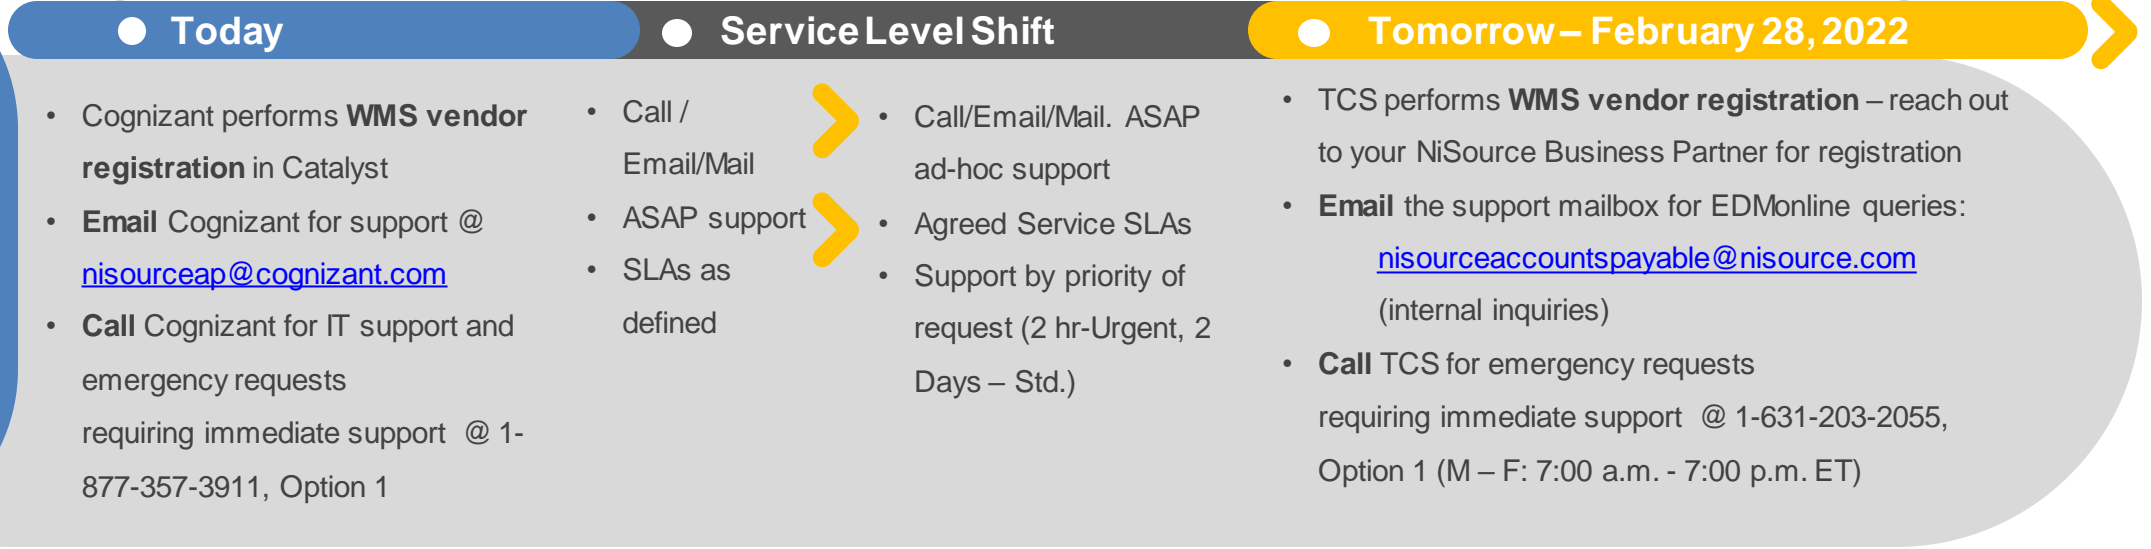 Today
• Cognizant performs WMS vendor
registration in Catalyst
• Email Cognizant for support @
nisourceap@cognizant.com
• Call Cognizant for IT support and
emergency requests
requiring immediate support @ 1-
877-357-3911, Option 1
Service Level Shift
• Call /
Email/Mail
• ASAP support
• SLAs as
defined
• Call/Email/Mail. ASAP
ad-hoc support
• Agreed Service SLAs
• Support by priority of
request (2 hr-Urgent, 2
Days – Std.)
Tomorrow – February 28, 2022
• TCS performs WMS vendor registration – reach out
to your NiSource Business Partner for registration
• Email the support mailbox for EDMonline queries:
nisourceaccountspayable@nisource.com
(internal inquiries)
• Call TCS for emergency requests
requiring immediate support @ 1-631-203-2055,
Option 1 (M – F: 7:00 a.m. - 7:00 p.m. ET)